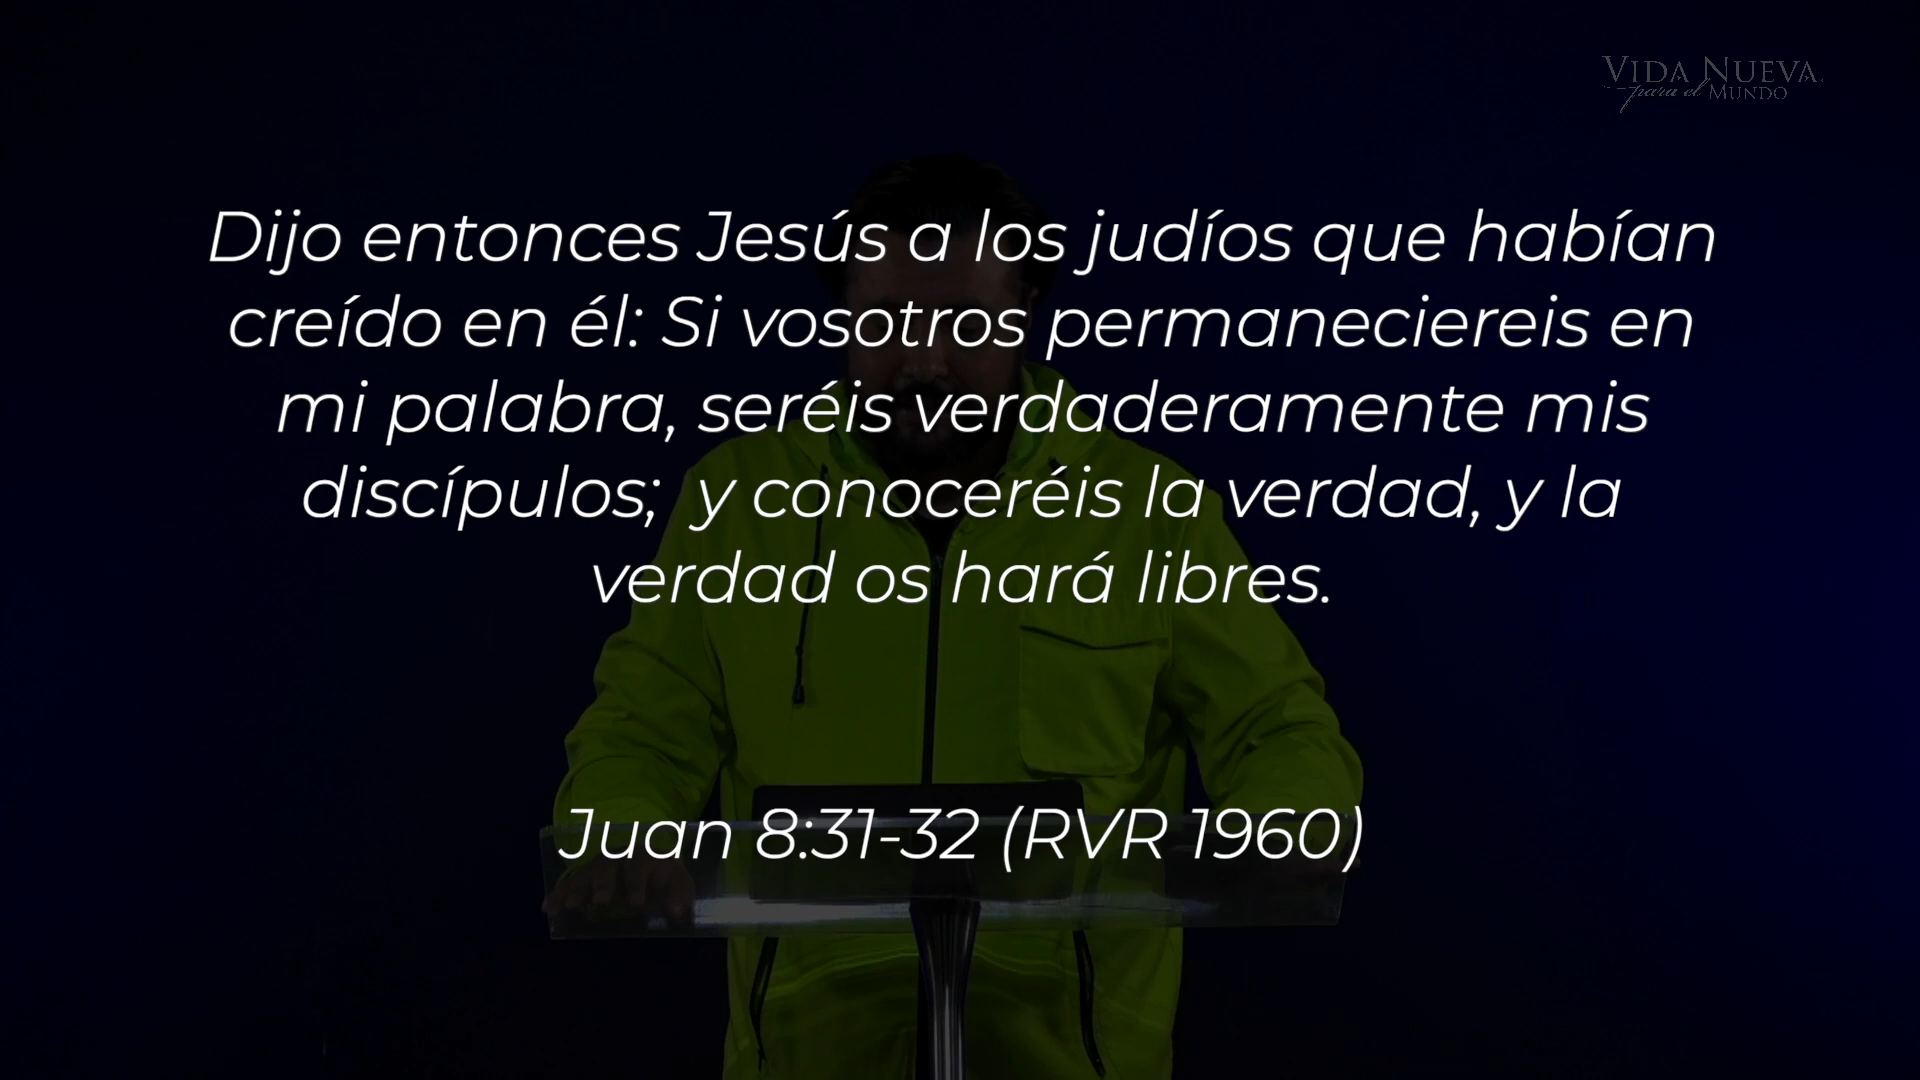 VIDA NUEVA
para el MUNDO
Dijo entonces Jesús a los judíos que habían
creído en él: Si vosotros permaneciereis en
mi palabra, seréis verdaderamente mis
discípulos; y conoceréis la verdad, y la
verdad os hará libres.
Juan 8:31-32 (RVR 1960)